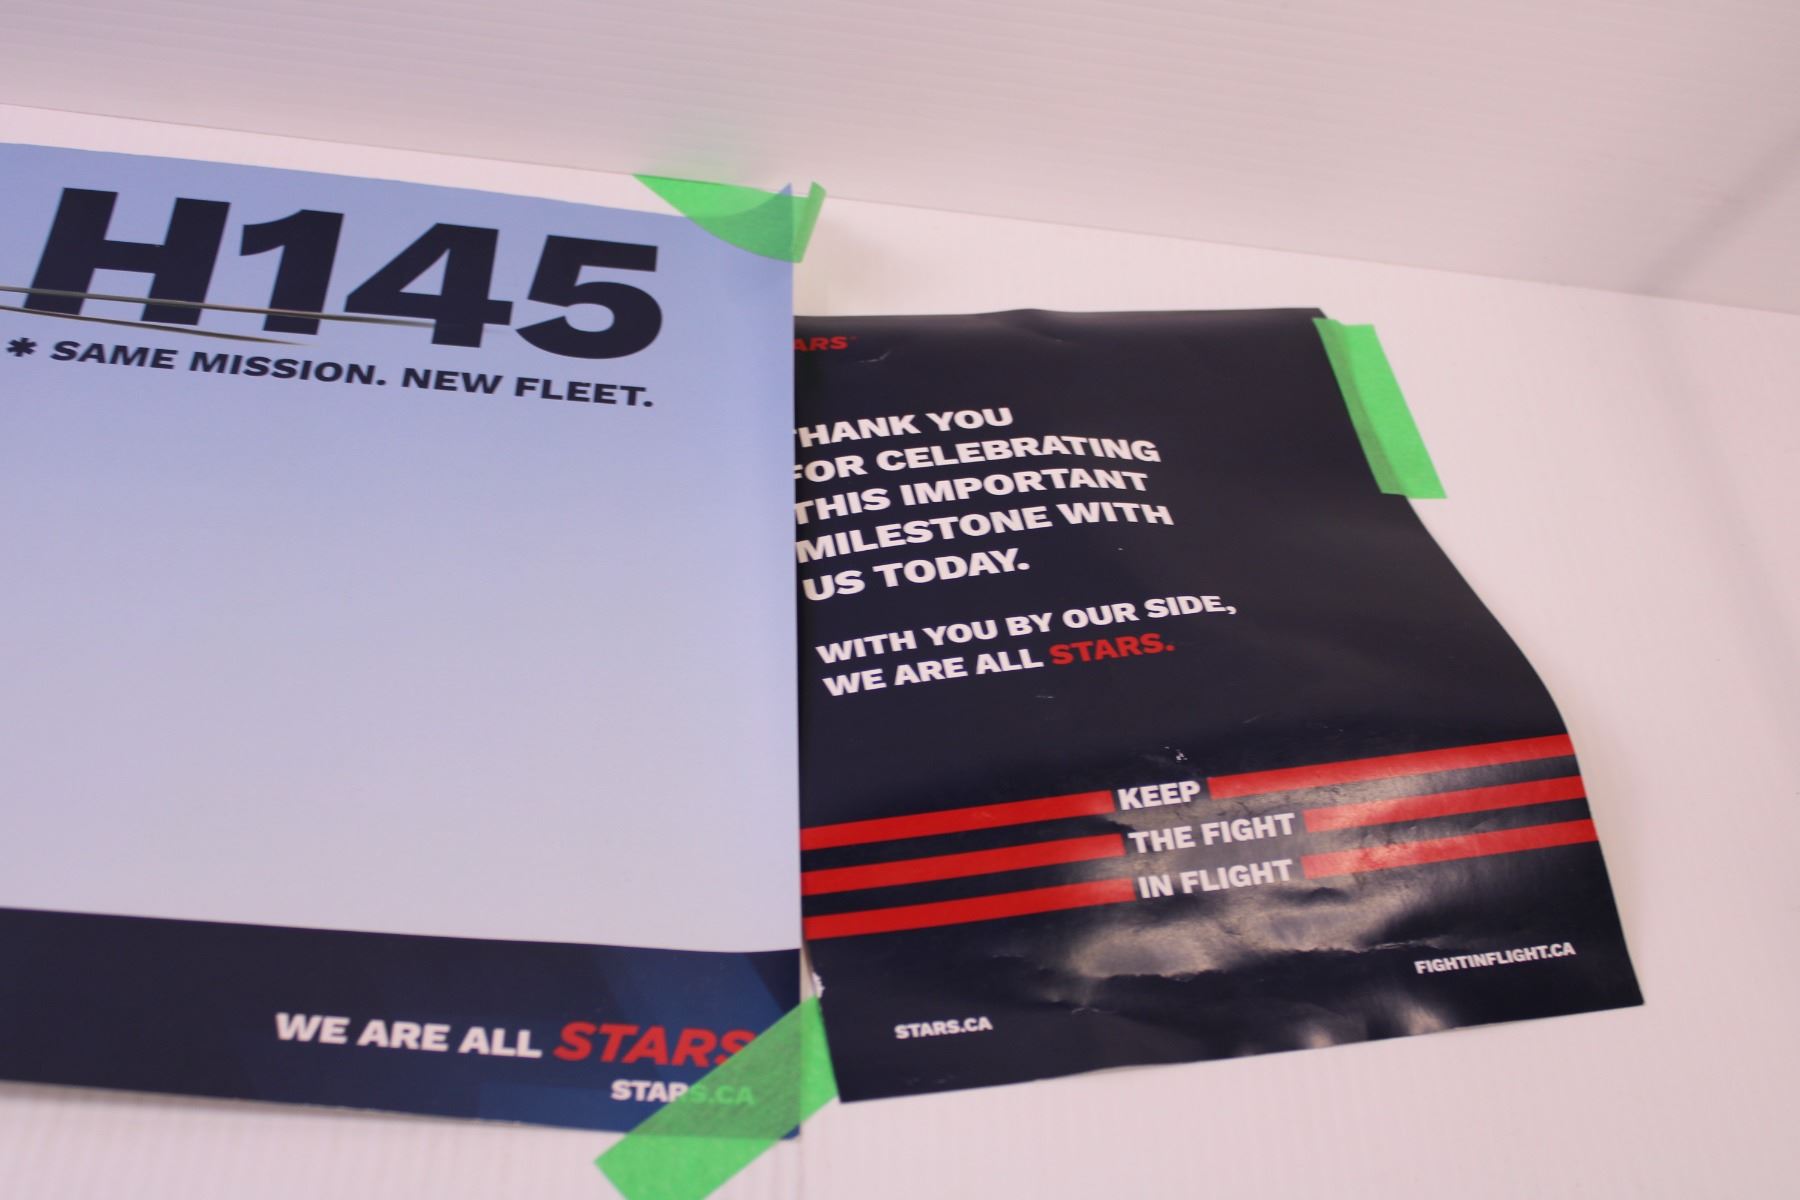 H145
* SAME MISSION. NEW FLEET.
WE ARE ALL STARS
STARS.CA
ARS
THANK YOU
FOR CELEBRATING
THIS IMPORTANT
MILESTONE WITH
US TODAY.
WITH YOU BY OUR SIDE,
WE ARE ALL STARS.
KEEP
THE FIGHT
IN FLIGHT
FIGHTINFLIGHT.CA
STARS.CA